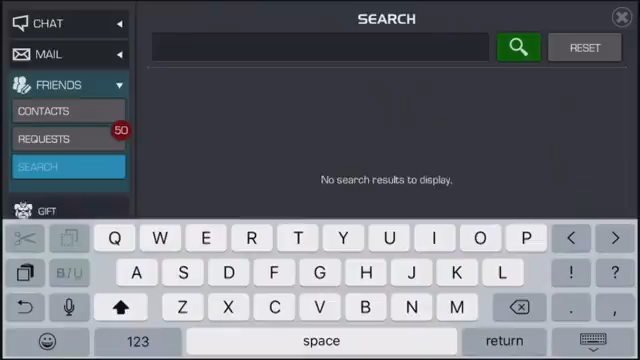 SEARCH
CHAT
MAIL
RESET
FRIENDS
CONTACTS
REQUESTS
50
SEARCH
No search results to display.
GIFT
Q W E R T Y U I O P < >
B / U A S D F G H J K L ! ?
Z X C V B N M . ,
123 space return